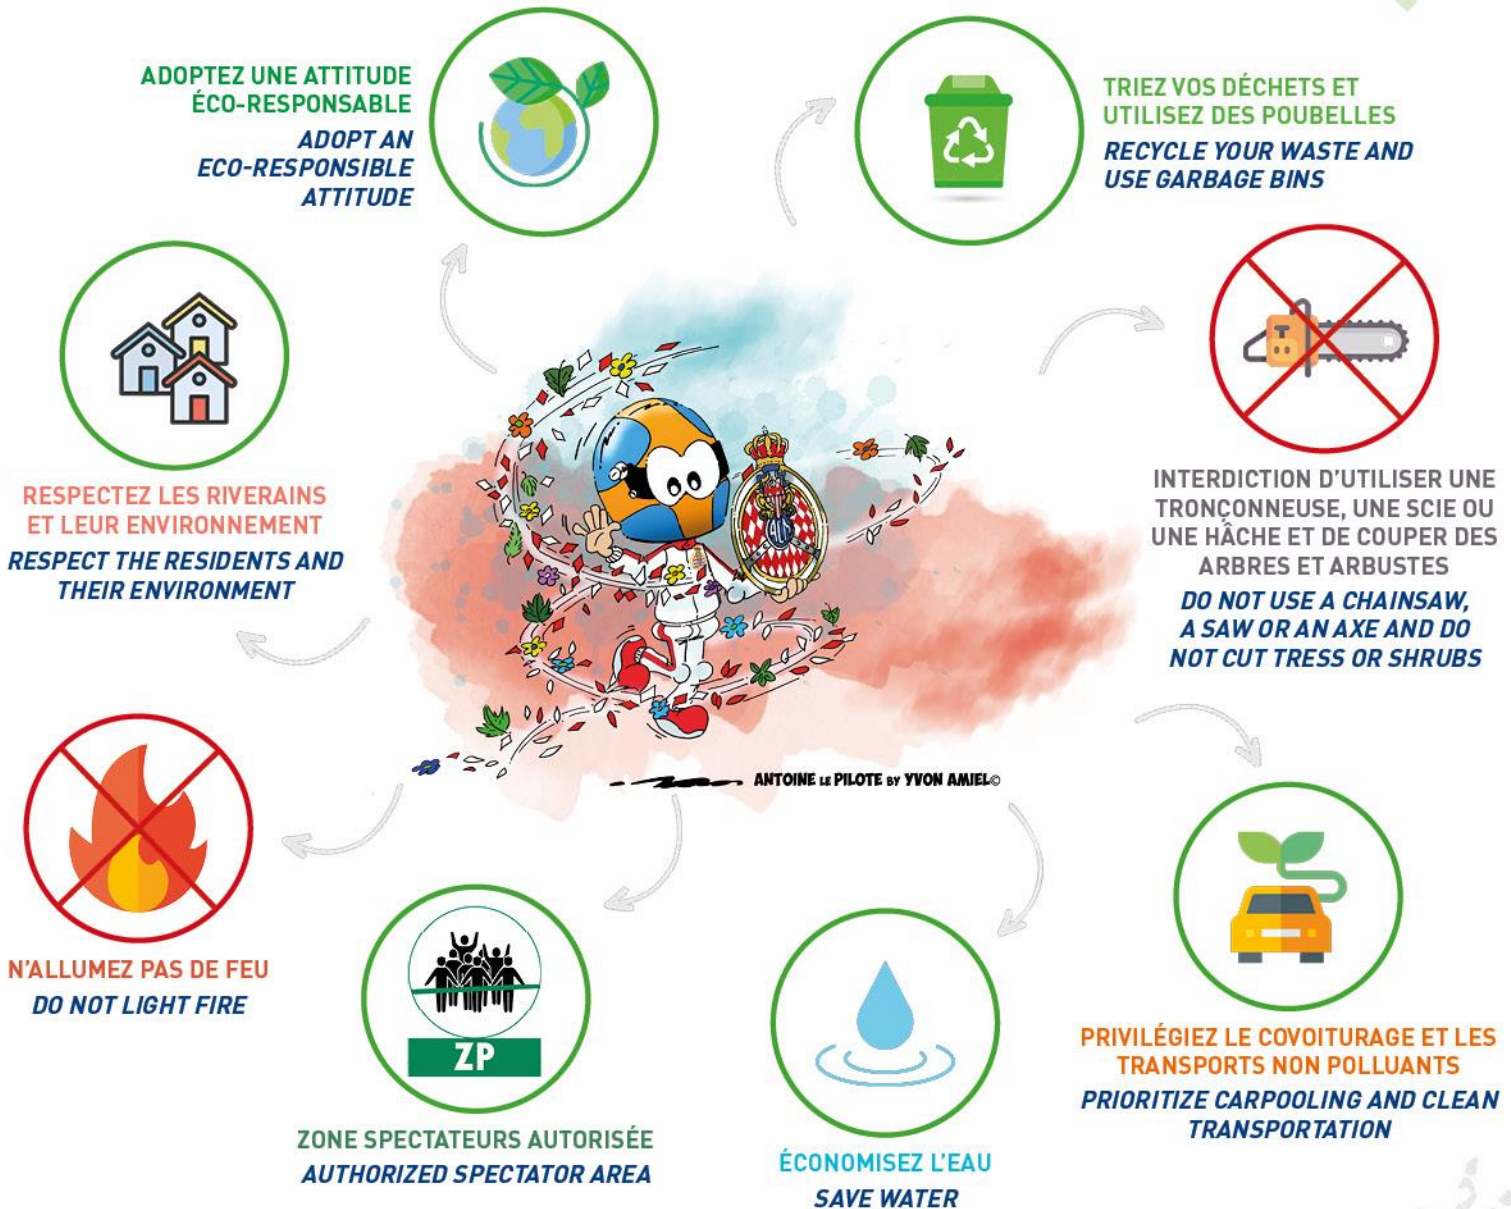 ADOPTEZ UNE ATTITUDE
ÉCO-RESPONSABLE
ADOPT AN
ECO-RESPONSIBLE
ATTITUDE
TRIEZ VOS DÉCHETS ET
UTILISEZ DES POUBELLES
RECYCLE YOUR WASTE AND
USE GARBAGE BINS
RESPECTEZ LES RIVERAINS
ET LEUR ENVIRONNEMENT
RESPECT THE RESIDENTS AND
THEIR ENVIRONMENT
INTERDICTION D'UTILISER UNE
TRONÇONNEUSE, UNE SCIE OU
UNE HÂCHE ET DE COUPER DES
ARBRES ET ARBUSTES
DO NOT USE A CHAINSAW,
A SAW OR AN AXE AND DO
NOT CUT TRESS OR SHRUBS
ANTOINE LE PILOTE BY YVON AMIEL©
N'ALLUMEZ PAS DE FEU
DO NOT LIGHT FIRE
ZP
ZONE SPECTATEURS AUTORISÉE
AUTHORIZED SPECTATOR AREA
ÉCONOMISEZ L'EAU
SAVE WATER
PRIVILÉGIEZ LE COVOITURAGE ET LES
TRANSPORTS NON POLLUANTS
PRIORITIZE CARPOOLING AND CLEAN
TRANSPORTATION